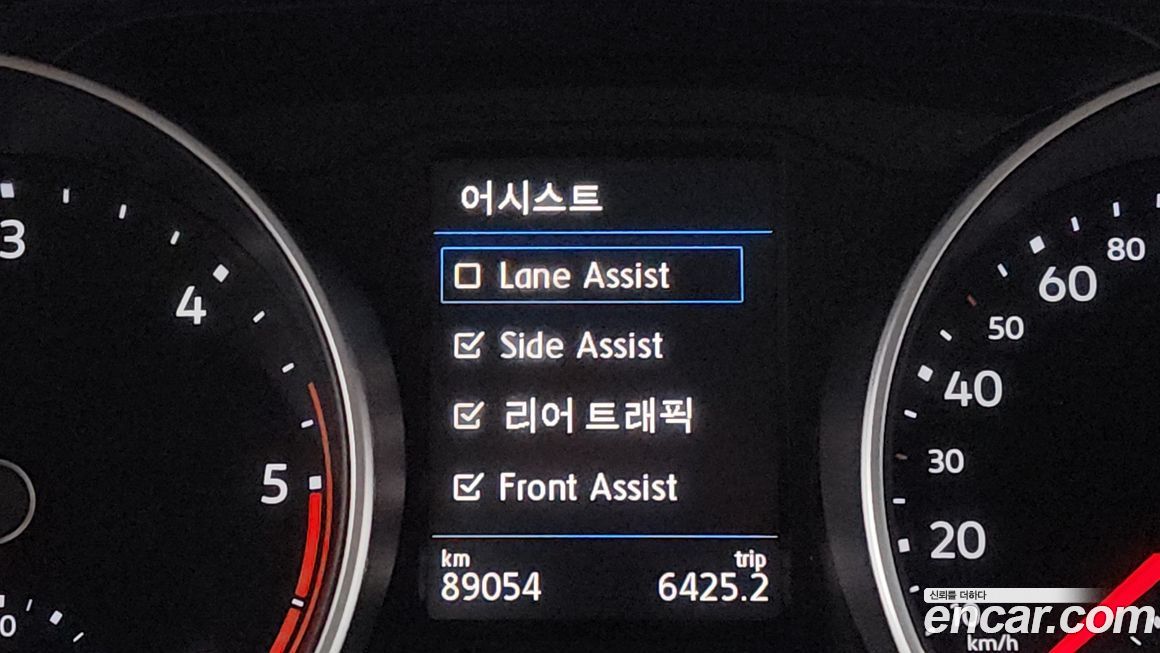 어시스트
Lane Assist
Side Assist
리어 트래픽
Front Assist
km
89054
trip
6425.2
3
4
5
80
60
50
40
30
20
km/h
신뢰를 더하다
encar.com